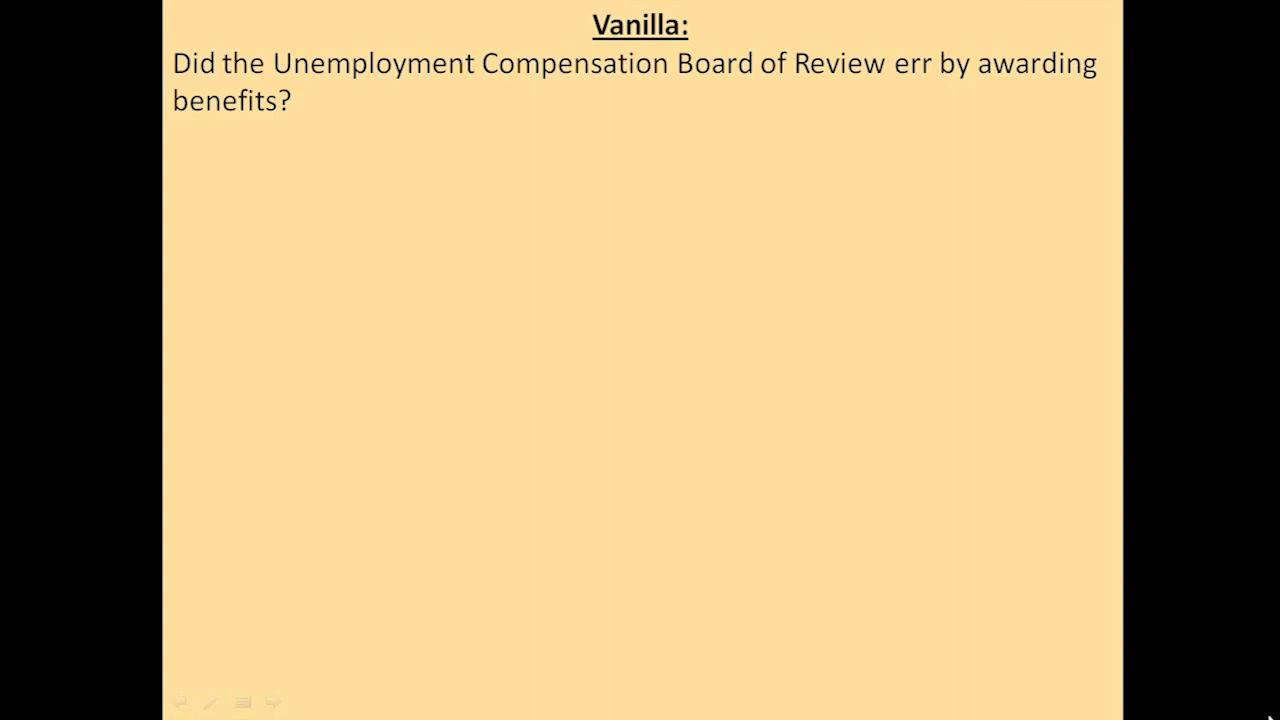 Vanilla:
Did the Unemployment Compensation Board of Review err by awarding
benefits?